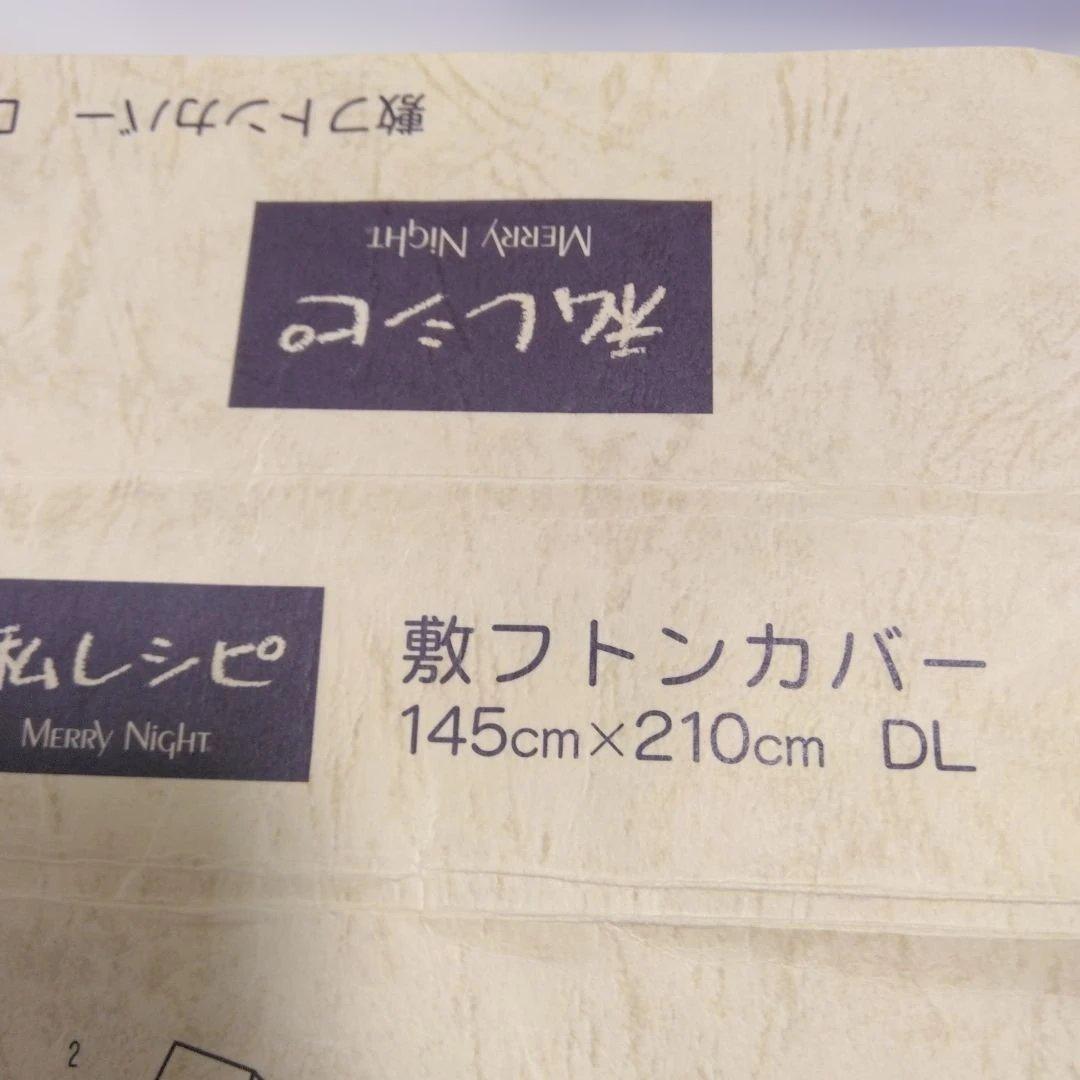 敷フトンカバー D
MERRY NIGHT
私レシピ
私レシピ
MERRY NIGHT
敷フトンカバー
145cm×210cm DL
2